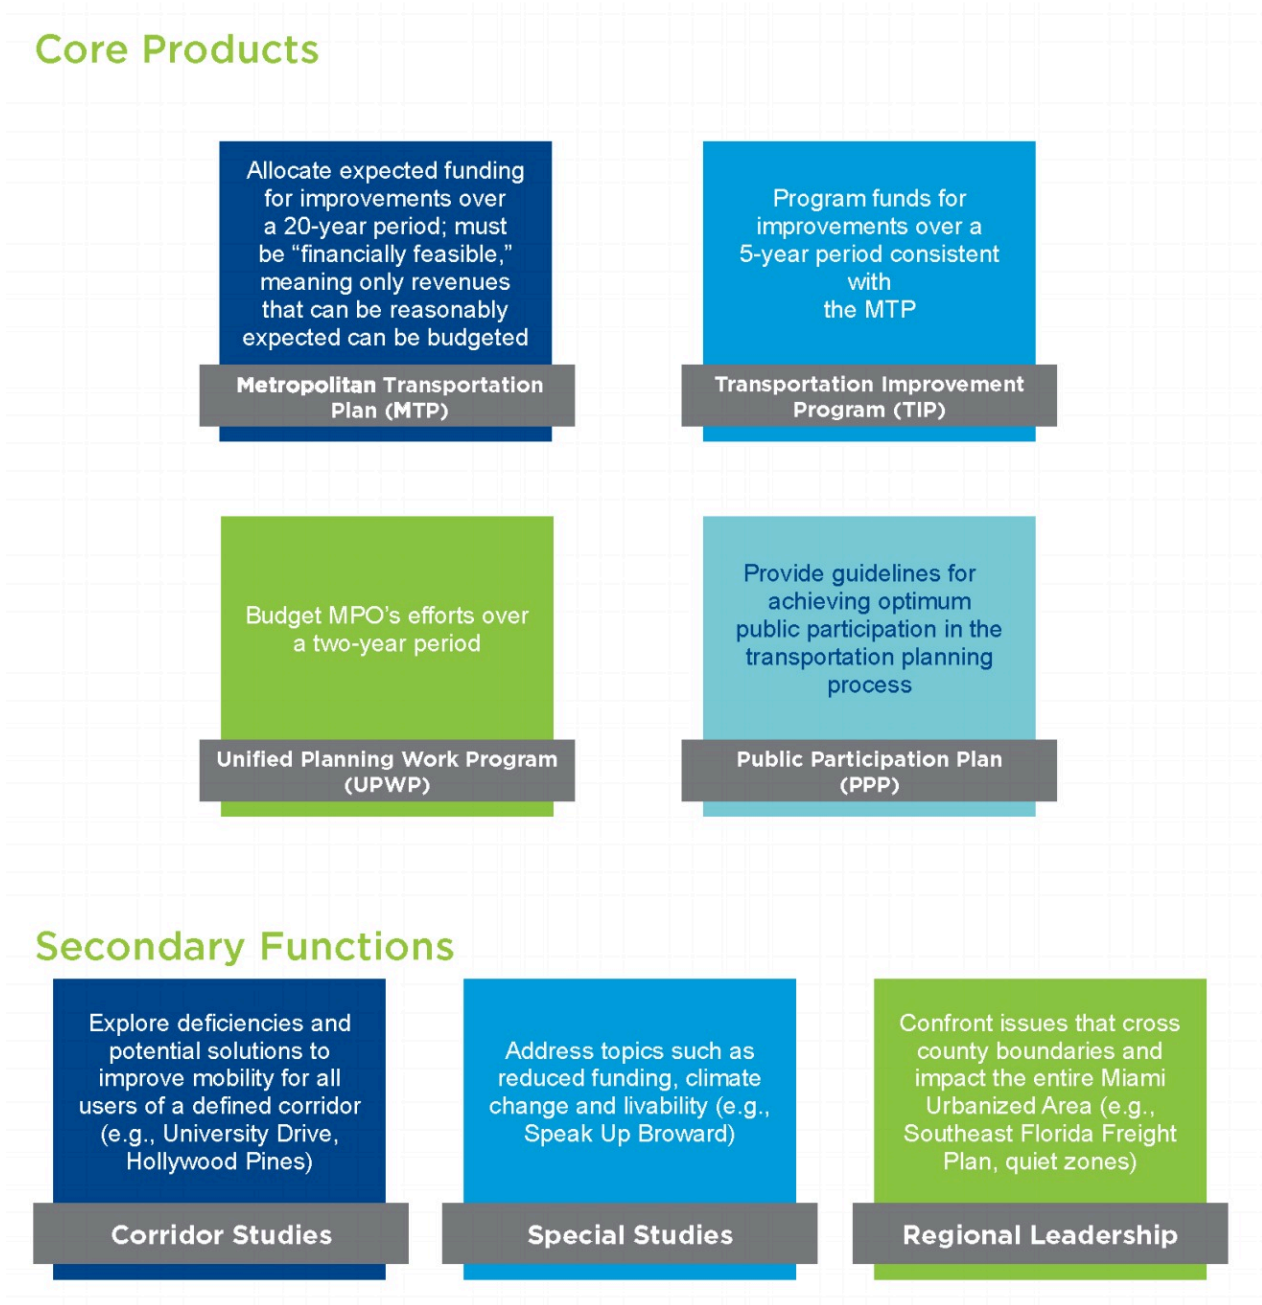 Core Products
Allocate expected funding
for improvements over
a 20-year period; must
be “financially feasible,”
meaning only revenues
that can be reasonably
expected can be budgeted
Metropolitan Transportation
Plan (MTP)
Program funds for
improvements over a
5-year period consistent
with
the MTP
Transportation Improvement
Program (TIP)
Budget MPO’s efforts over
a two-year period
Unified Planning Work Program
(UPWP)
Provide guidelines for
achieving optimum
public participation in the
transportation planning
process
Public Participation Plan
(PPP)
Secondary Functions
Explore deficiencies and
potential solutions to
improve mobility for all
users of a defined corridor
(e.g., University Drive,
Hollywood Pines)
Corridor Studies
Address topics such as
reduced funding, climate
change and livability (e.g.,
Speak Up Broward)
Special Studies
Confront issues that cross
county boundaries and
impact the entire Miami
Urbanized Area (e.g.,
Southeast Florida Freight
Plan, quiet zones)
Regional Leadership